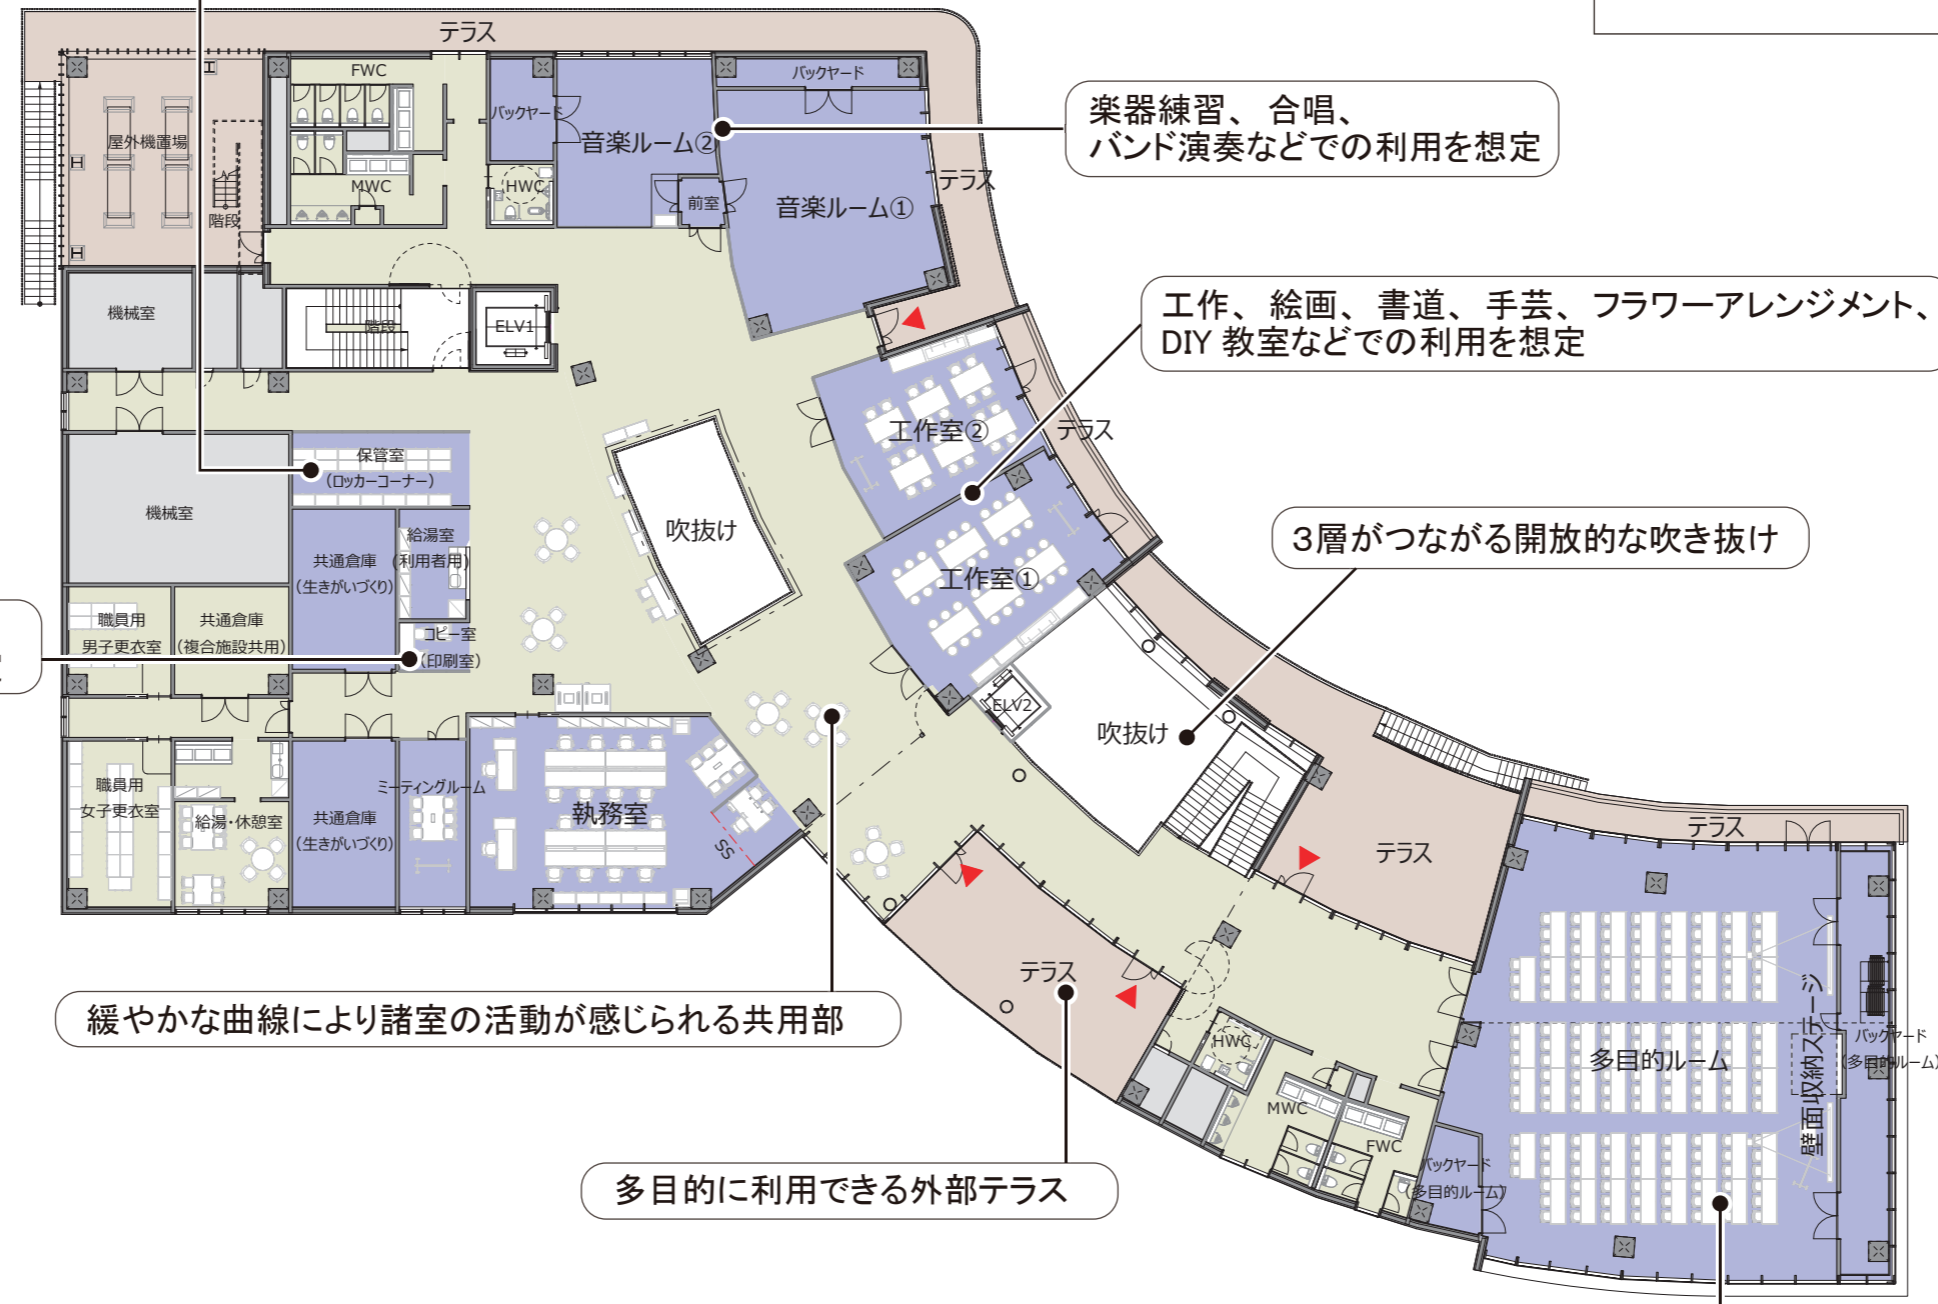 テラス
FWC
バックヤード
バックヤード
屋外機置場
音楽ルーム②
楽器練習、合唱、
バンド演奏などでの利用を想定
MWC
HWC
テラス
前室
音楽ルーム①
階段
機械室
階段
ELV1
工作、絵画、書道、手芸、フラワーアレンジメント、
DIY 教室などでの利用を想定
工作室②
テラス
保管室
(ロッカーコーナー)
機械室
吹抜け
給湯室
(利用者用)
共通倉庫
(生きがいづくり)
3層がつながる開放的な吹き抜け
工作室①
職員用
男子更衣室
共通倉庫
(複合施設共用)
コピー室
(印刷室)
ELV2
吹抜け
職員用
女子更衣室
給湯・休憩室
共通倉庫
(生きがいづくり)
ミーティングルーム
執務室
SS
テラス
テラス
テラス
緩やかな曲線により諸室の活動が感じられる共用部
HWC
多目的ルーム
壁面収納ステージ
バックヤード
(多目的ルーム)
MWC
FWC
バックヤード
(多目的ルーム)
多目的に利用できる外部テラス